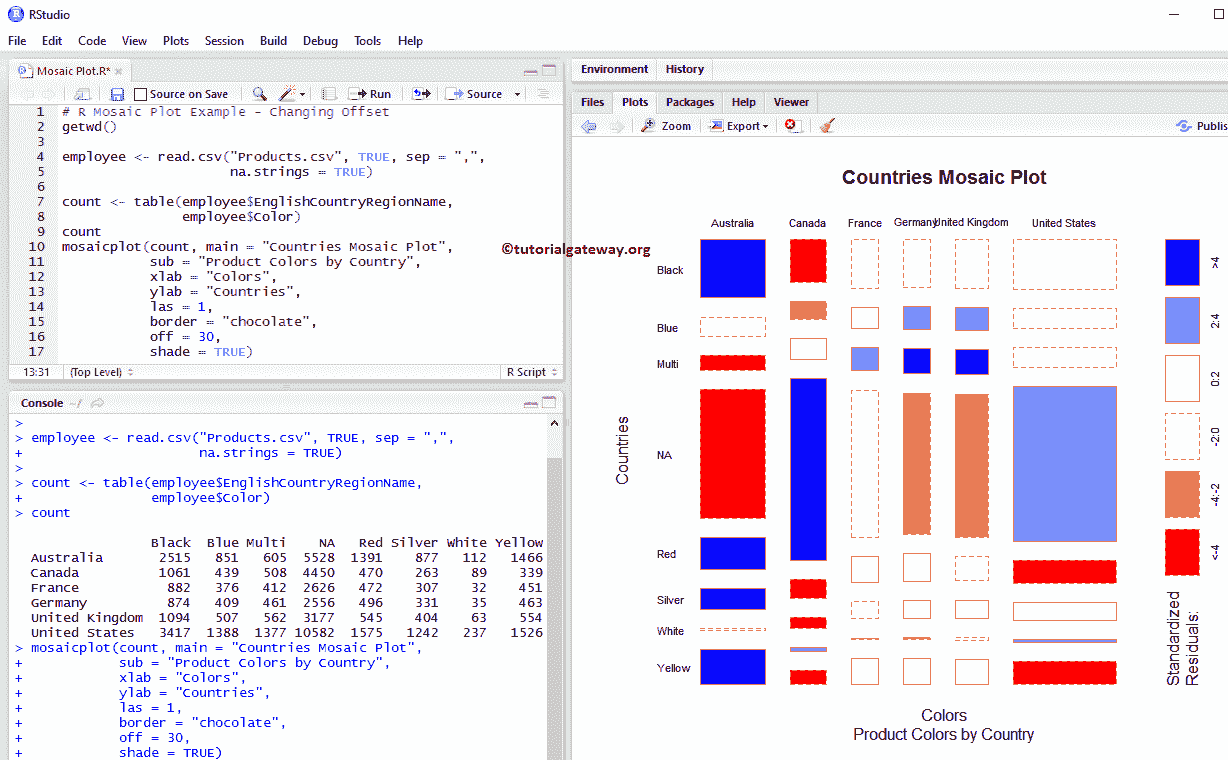 RStudio
File Edit Code View Plots Session Build Debug Tools Help
Mosaic Plot.R*
Source on Save Run Source
1 # R Mosaic Plot Example - Changing Offset
2 getwd()
3
4 employee <- read.csv("Products.csv", TRUE, sep = ",",
5 na.strings = TRUE)
6
7 count <- table(employee$EnglishCountryRegionName,
8 employee$Color)
9 count
10 mosaicplot(count, main = "Countries Mosaic Plot",
11 sub = "Product Colors by Country",
12 xlab = "Colors",
13 ylab = "Countries",
14 las = 1,
15 border = "chocolate",
16 off = 30,
17 shade = TRUE)
13:31 (Top Level) R Script
Console ~/
>
> employee <- read.csv("Products.csv", TRUE, sep = ",",
+ na.strings = TRUE)
>
> count <- table(employee$EnglishCountryRegionName,
+ employee$Color)
> count
Black Blue Multi NA Red Silver White Yellow
Australia 2515 851 605 5528 1391 877 112 1466
Canada 1061 439 508 4450 470 263 89 339
France 882 376 412 2626 472 307 32 451
Germany 874 409 461 2556 496 331 35 463
United Kingdom 1094 507 562 3177 545 404 63 554
United States 3417 1388 1377 10582 1575 1242 237 1526
> mosaicplot(count, main = "Countries Mosaic Plot",
+ sub = "Product Colors by Country",
+ xlab = "Colors",
+ ylab = "Countries",
+ las = 1,
+ border = "chocolate",
+ off = 30,
+ shade = TRUE)
©tutorialgateway.org
Environment History
Files Plots Packages Help Viewer
Zoom Export Publis
Countries Mosaic Plot
Australia Canada France Germany United Kingdom United States
Black
Blue
Multi
NA
Red
Silver
White
Yellow
Countries
Colors
Product Colors by Country
>4
2:4
0:2
-2:0
-4:-2
<-4
Standardized
Residuals: